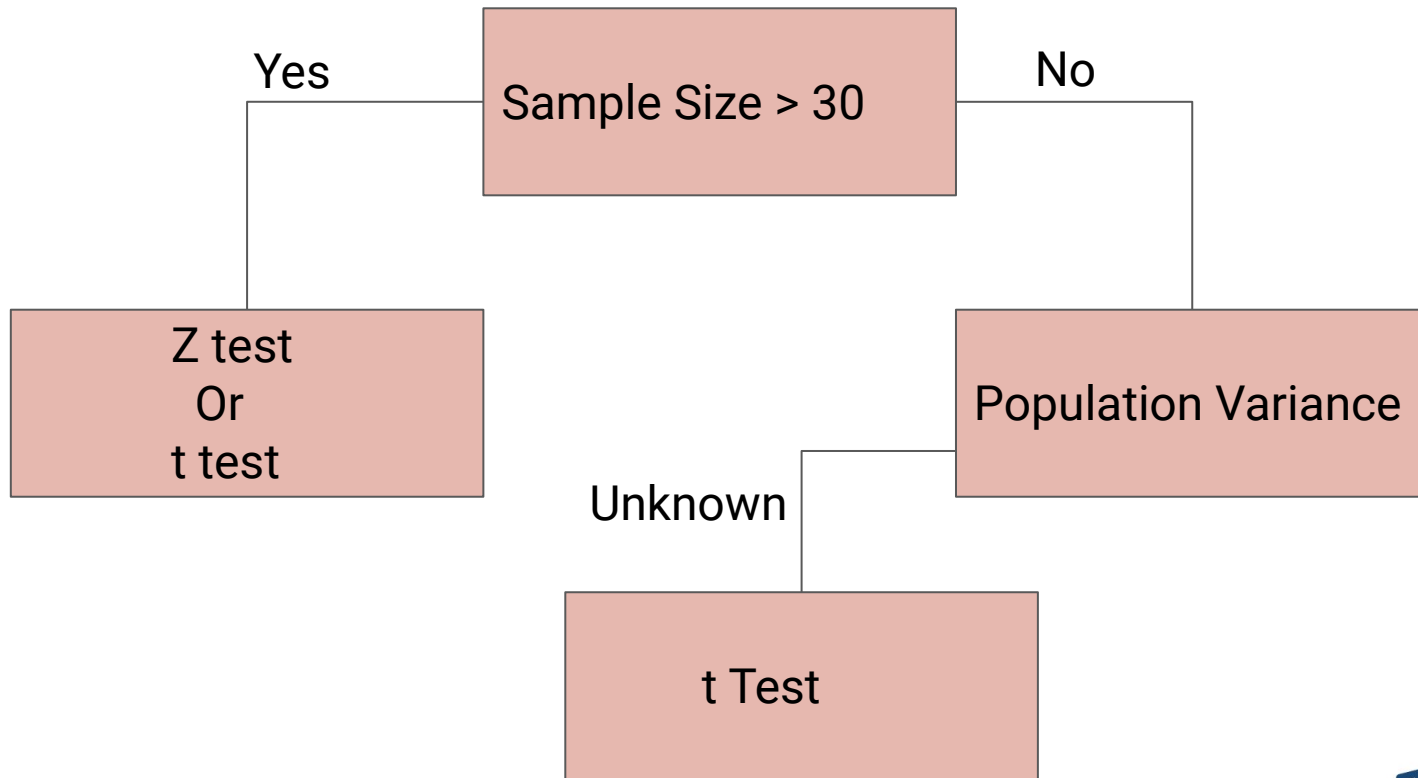 Yes
Sample Size > 30
No
Z test
Or
t test
Population Variance
Unknown
t Test